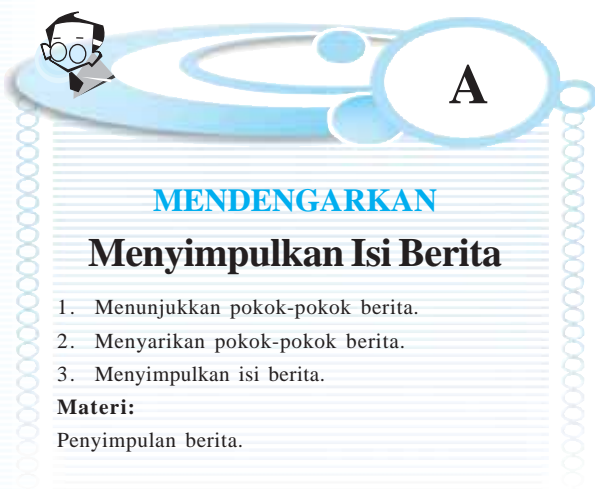 A
MENDENGARKAN
Menyimpulkan Isi Berita
1. Menunjukkan pokok-pokok berita.
2. Menyarikan pokok-pokok berita.
3. Menyimpulkan isi berita.
Materi:
Penyimpulan berita.